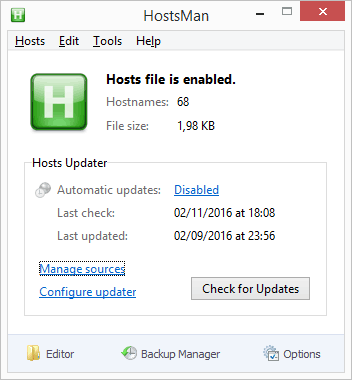 HostsMan
Hosts Edit Tools Help
H
Hosts file is enabled.
Hostnames: 68
File size: 1,98 KB
Hosts Updater
Automatic updates: Disabled
Last check: 02/11/2016 at 18:08
Last updated: 02/09/2016 at 23:56
Manage sources
Configure updater
Check for Updates
Editor Backup Manager Options